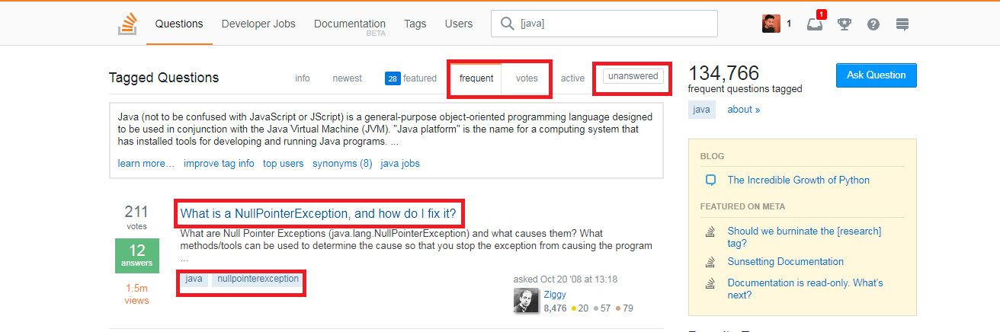 Questions Developer Jobs Documentation Tags Users [java] 1 1
BETA
Tagged Questions info newest 28 featured frequent votes active unanswered
Java (not to be confused with JavaScript or JScript) is a general-purpose object-oriented programming language designed
to be used in conjunction with the Java Virtual Machine (JVM). "Java platform" is the name for a computing system that
has installed tools for developing and running Java programs. ...
learn more... improve tag info top users synonyms (8) java jobs
211
votes
12
answers
1.5m
views
What is a NullPointerException, and how do I fix it?
What are Null Pointer Exceptions (java.lang.NullPointerException) and what causes them? What
methods/tools can be used to determine the cause so that you stop the exception from causing the program
...
java nullpointerexception
asked Oct 20 '08 at 13:18
Ziggy
8,476 20 57 79
134,766
frequent questions tagged
java about »
Ask Question
BLOG
The Incredible Growth of Python
FEATURED ON META
Should we burninate the [research]
tag?
Sunsetting Documentation
Documentation is read-only. What's
next?